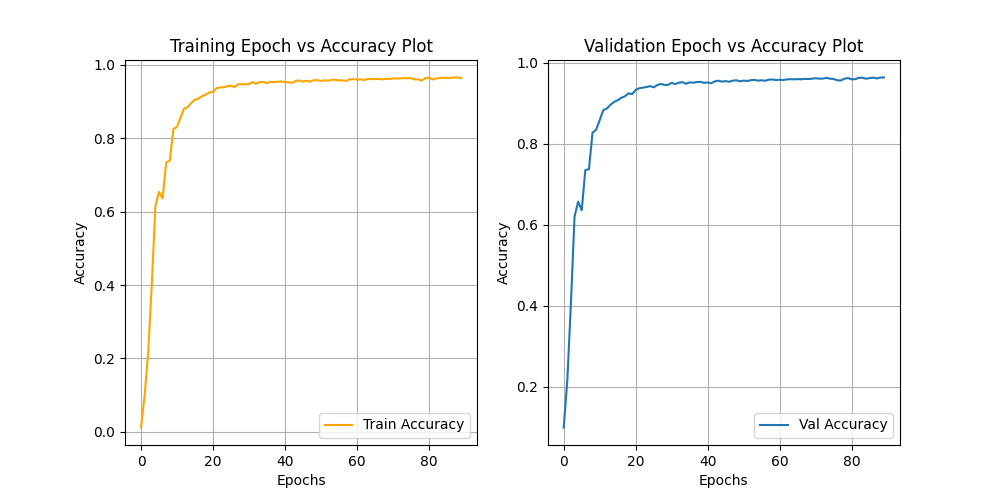 Training Epoch vs Accuracy Plot
1.0
0.8
0.6
0.4
0.2
0.0
Accuracy
0 20 40 60 80
Epochs
Train Accuracy
Validation Epoch vs Accuracy Plot
1.0
0.8
0.6
0.4
0.2
Accuracy
0 20 40 60 80
Epochs
Val Accuracy